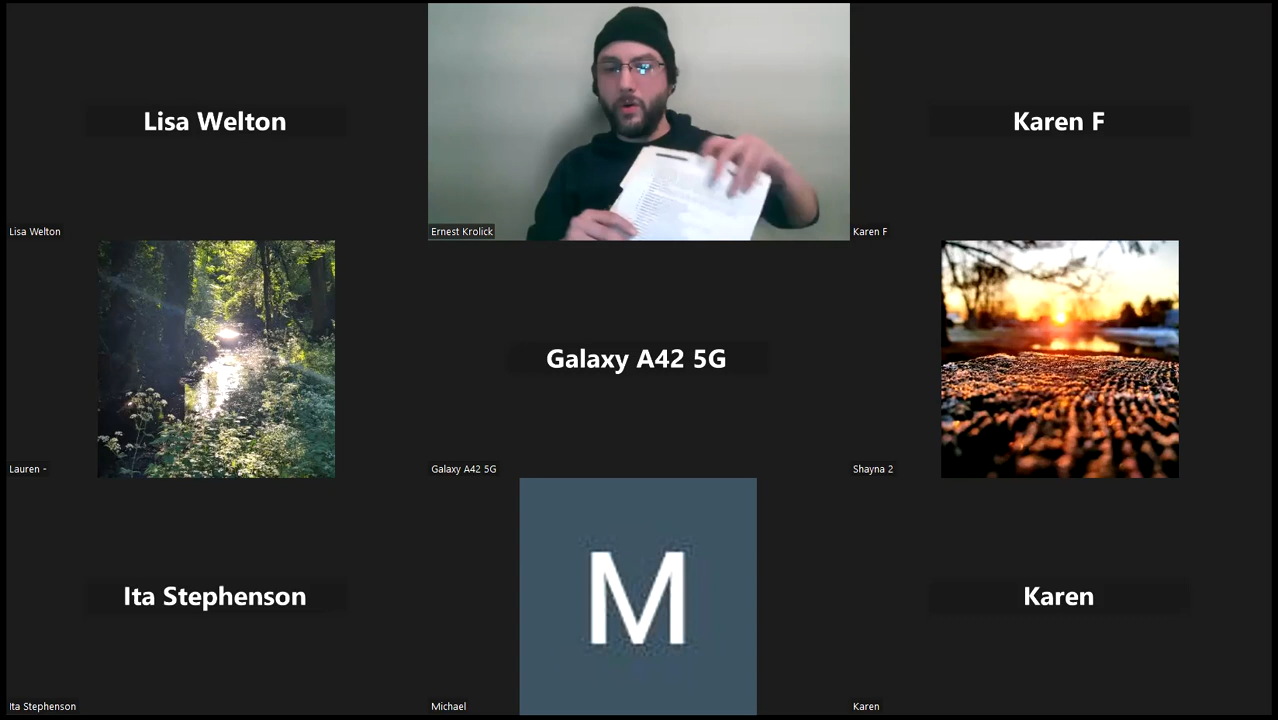 Lisa Welton
Karen F
Lisa Welton
Ernest Krolick
Karen F
Galaxy A42 5G
Lauren -
Galaxy A42 5G
Shayna 2
Ita Stephenson
M
Karen
Ita Stephenson
Michael
Karen